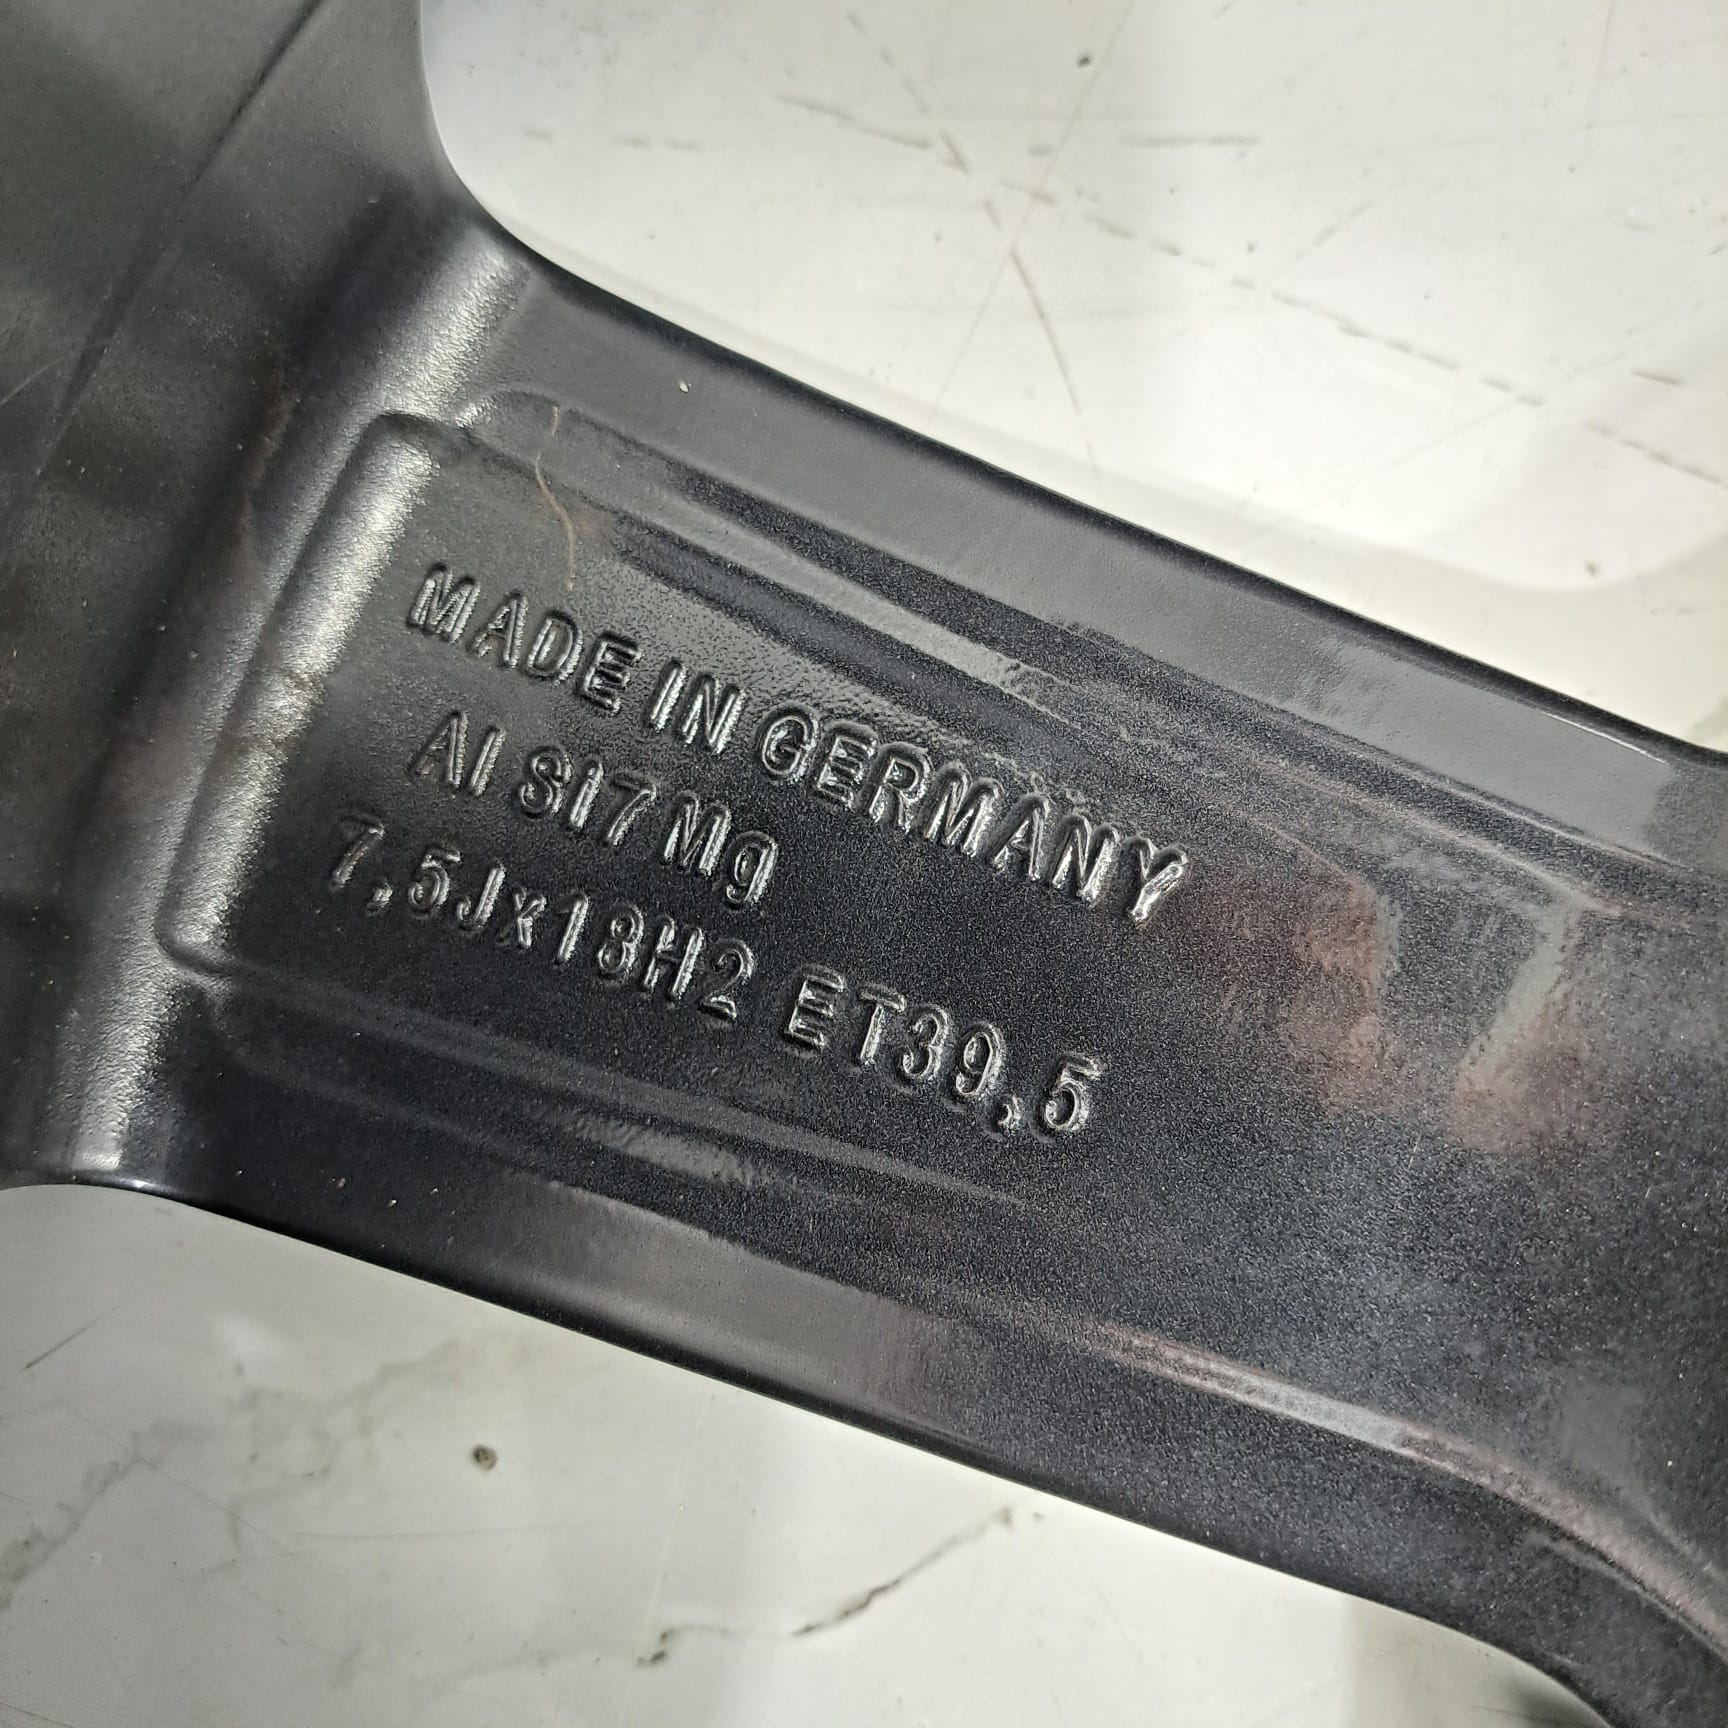 MADE IN GERMANY
Al Si7 Mg
7,5Jx18H2 ET39,5